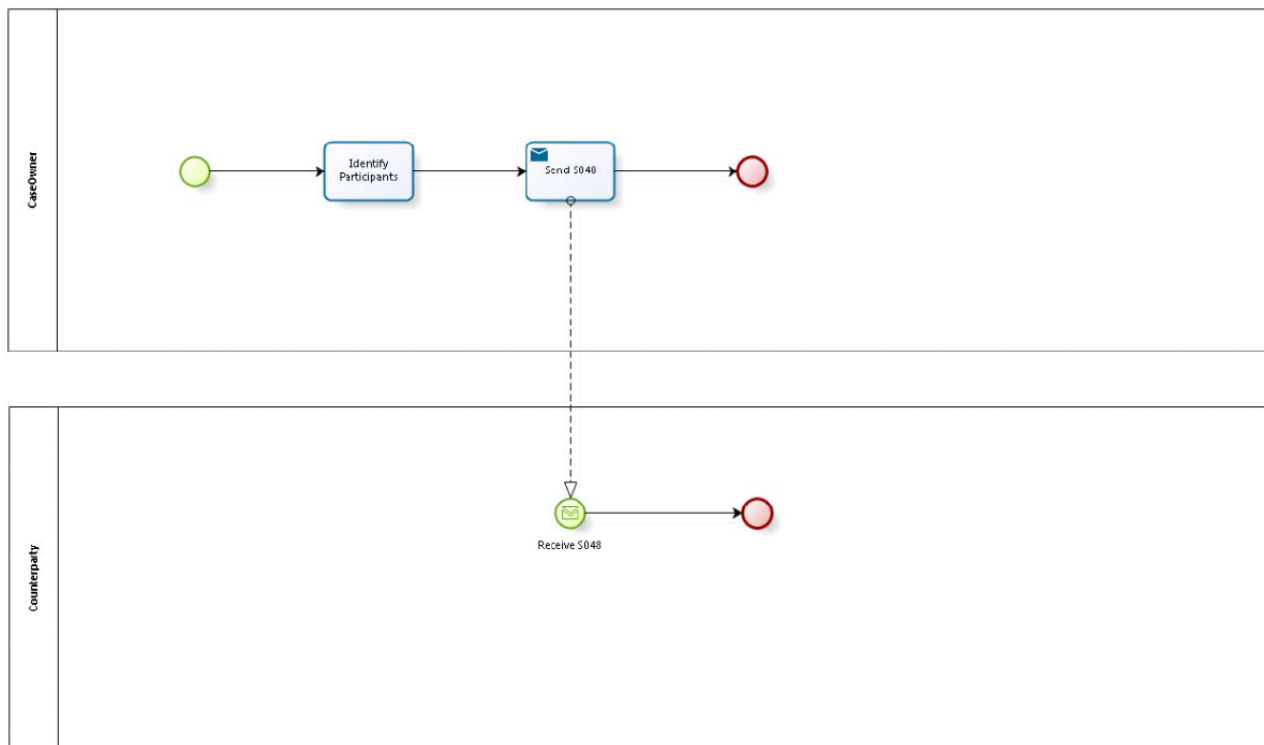 CaseOwner
Identify
Participants
Send S048
Receive S048
Counterparty